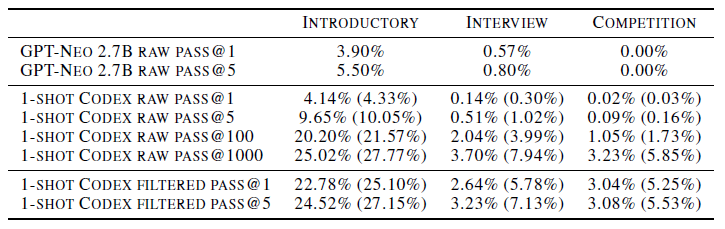 INTRODUCTORY INTERVIEW COMPETITION
GPT-NEO 2.7B RAW PASS@1 3.90% 0.57% 0.00%
GPT-NEO 2.7B RAW PASS@5 5.50% 0.80% 0.00%
1-SHOT CODEX RAW PASS@1 4.14% (4.33%) 0.14% (0.30%) 0.02% (0.03%)
1-SHOT CODEX RAW PASS@5 9.65% (10.05%) 0.51% (1.02%) 0.09% (0.16%)
1-SHOT CODEX RAW PASS@100 20.20% (21.57%) 2.04% (3.99%) 1.05% (1.73%)
1-SHOT CODEX RAW PASS@1000 25.02% (27.77%) 3.70% (7.94%) 3.23% (5.85%)
1-SHOT CODEX FILTERED PASS@1 22.78% (25.10%) 2.64% (5.78%) 3.04% (5.25%)
1-SHOT CODEX FILTERED PASS@5 24.52% (27.15%) 3.23% (7.13%) 3.08% (5.53%)